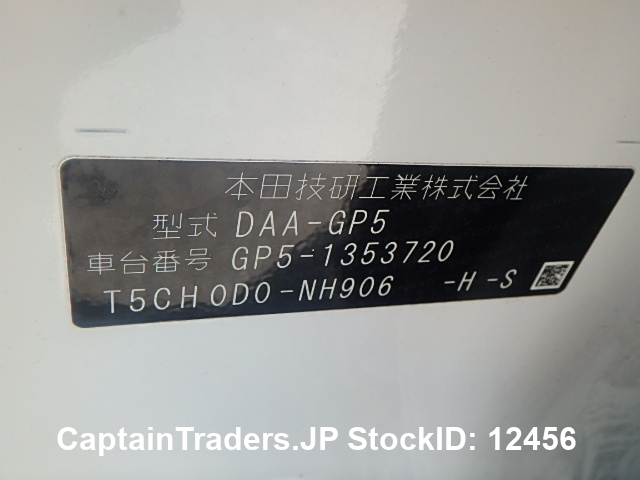 本田技研工業株式会社
型式 DAA-GP5
車台番号 GP5-1353720
T5CH0D0-NH906 -H -S
CaptainTraders.JP StockID: 12456